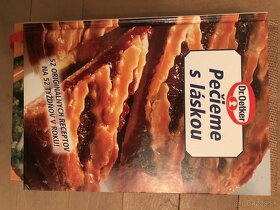 Dr.Oetker
Pečieme
s láskou
52 ORIGINÁLNYCH RECEPTOV
NA 52 TÝŽDŇOV V ROKU!